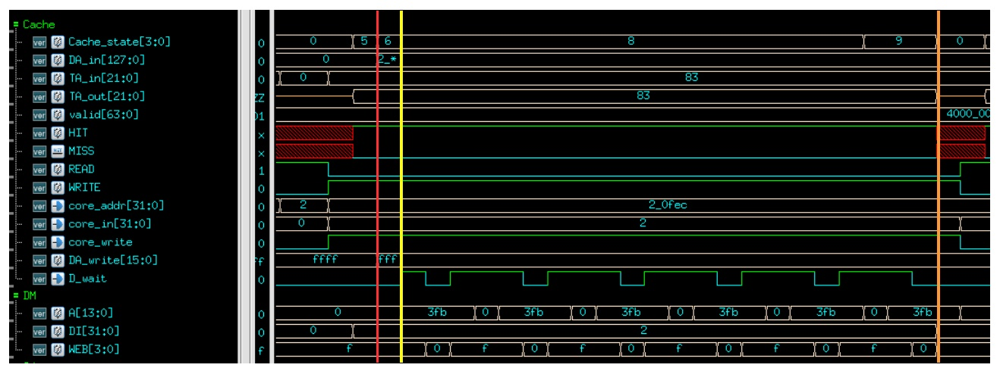 Cache
ver Cache_state[3:0] 0 0 5 6 8 9 0
ver DA_in[127:0] 0 0 2_*
ver TA_in[21:0] 0 0 83
ver TA_out[21:0] ZZ 83
ver valid[63:0] 01 4000_00
ver HIT x
ver MISS x
ver READ 1
ver WRITE 0
ver core_addr[31:0] 0 2 2_0fec
ver core_in[31:0] 0 0 2
ver core_write 0
ver DA_write[15:0] ff ffff fff
ver D_wait 0
DM
ver A[13:0] 0 0 3fb 0 3fb 0 3fb 0 3fb 0 3fb 0 3fb
ver DI[31:0] 0 0 2
ver WEB[3:0] f f 0 f 0 f 0 f 0 f 0 f 0